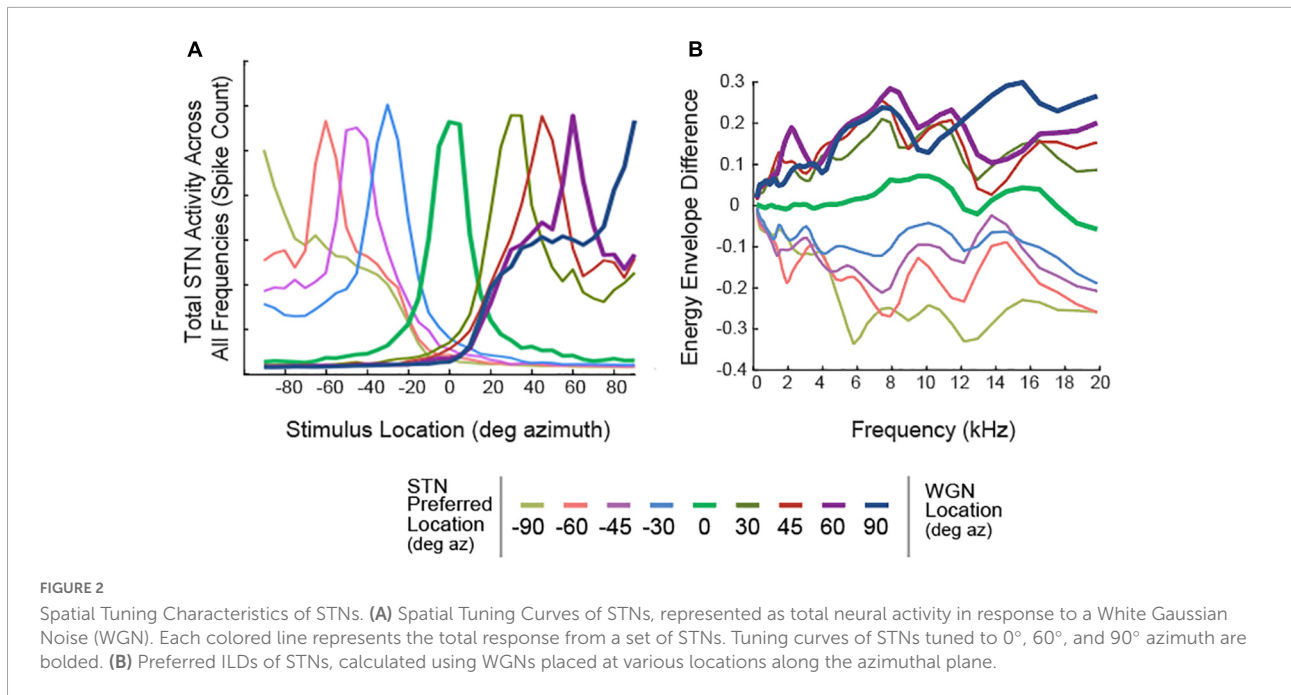 A
Total STN Activity Across
All Frequencies (Spike Count)
-80 -60 -40 -20 0 20 40 60 80
Stimulus Location (deg azimuth)
B
Energy Envelope Difference
0.3
0.2
0.1
0
-0.1
-0.2
-0.3
-0.4
0 2 4 6 8 10 12 14 16 18 20
Frequency (kHz)
STN
Preferred
Location
(deg az)
-90 -60 -45 -30 0 30 45 60 90
WGN
Location
(deg az)
FIGURE 2
Spatial Tuning Characteristics of STNs. (A) Spatial Tuning Curves of STNs, represented as total neural activity in response to a White Gaussian
Noise (WGN). Each colored line represents the total response from a set of STNs. Tuning curves of STNs tuned to 0°, 60°, and 90° azimuth are
bolded. (B) Preferred ILDs of STNs, calculated using WGNs placed at various locations along the azimuthal plane.